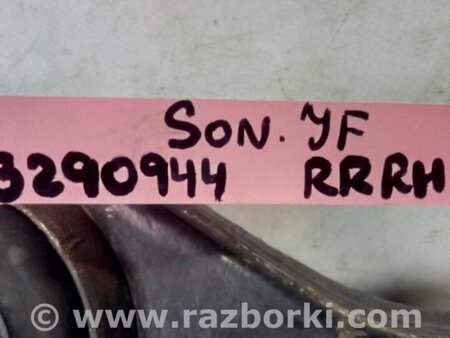 SON. YF
3290944 RRRH
© www.razborki.com